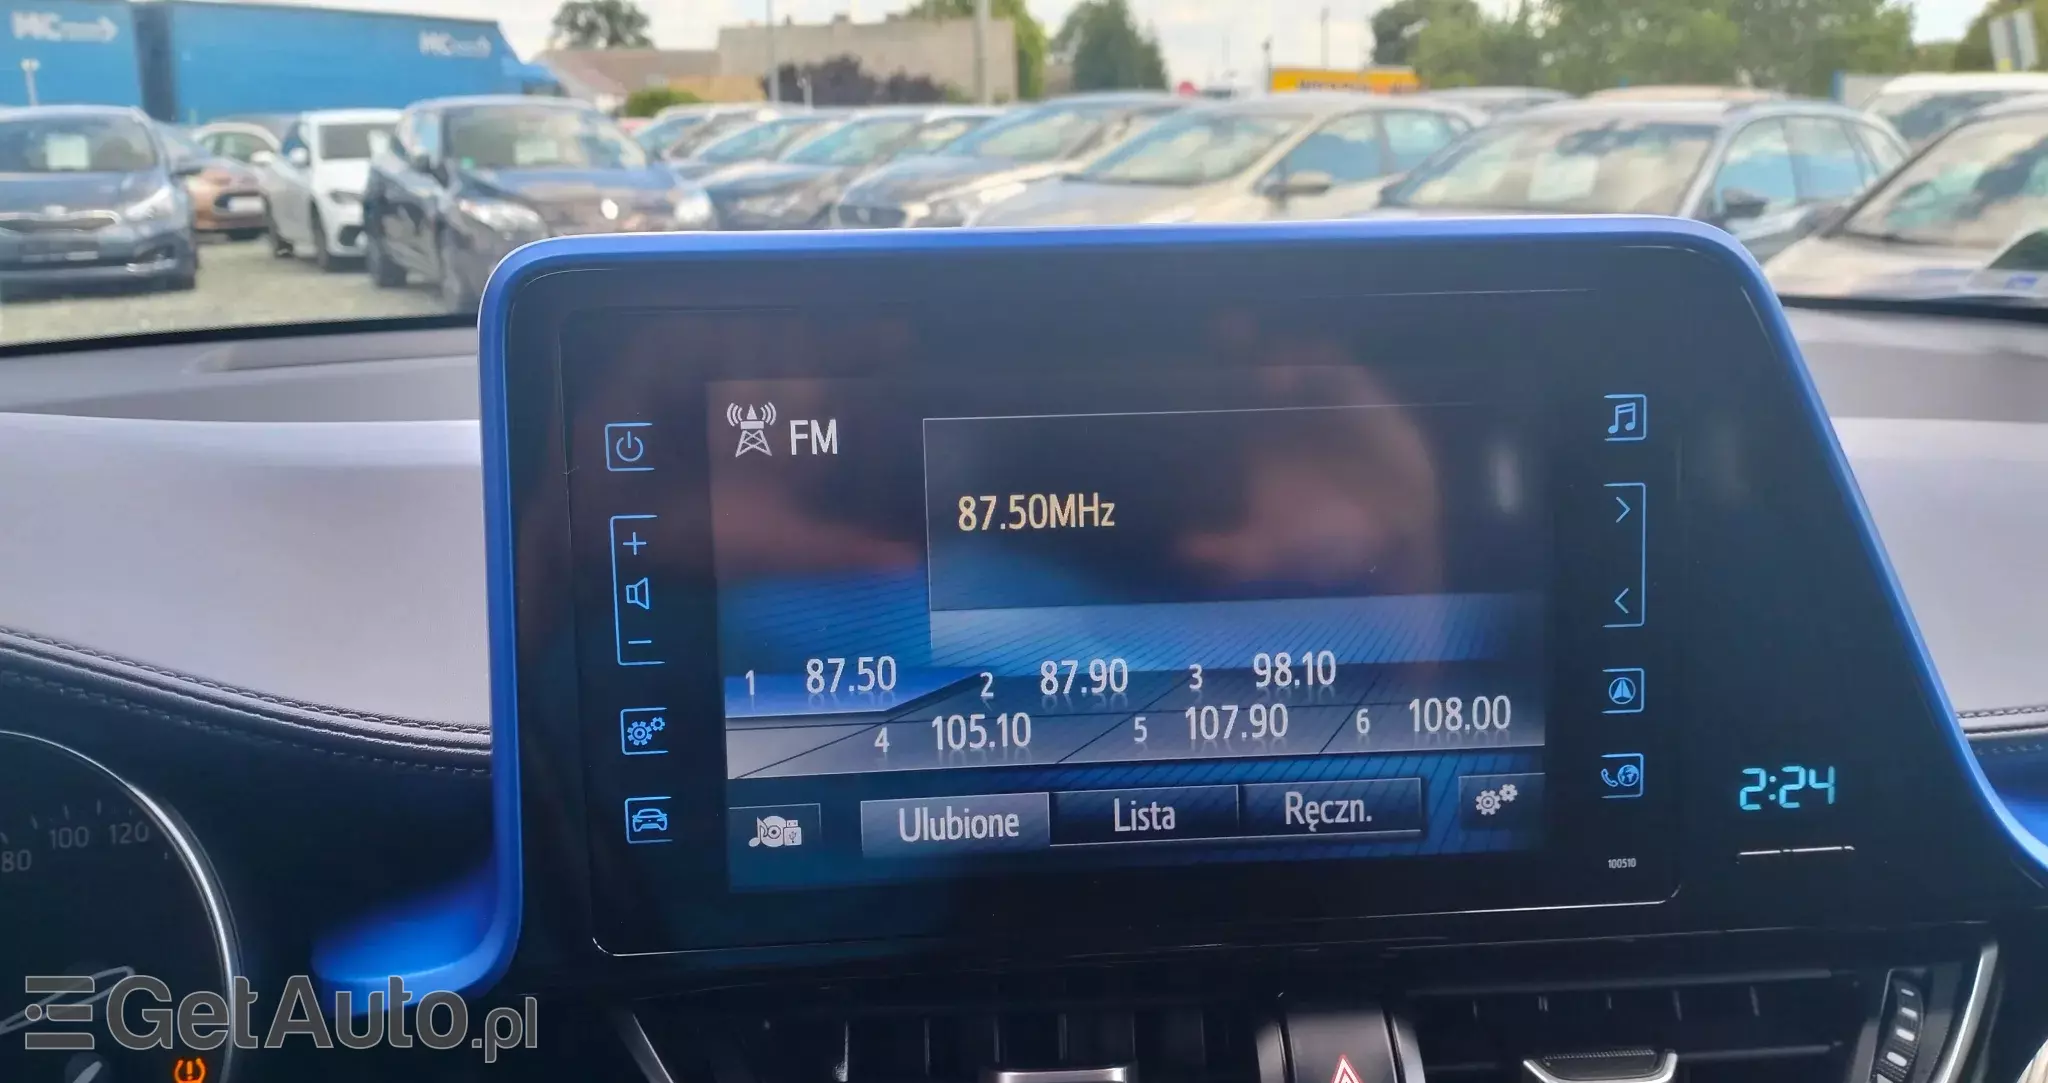 FM
87.50MHz
1 87.50 2 87.90 3 98.10
4 105.10 5 107.90 6 108.00
Ulubione Lista Ręczn.
2:24
100510
80 100 120
GetAuto.pl